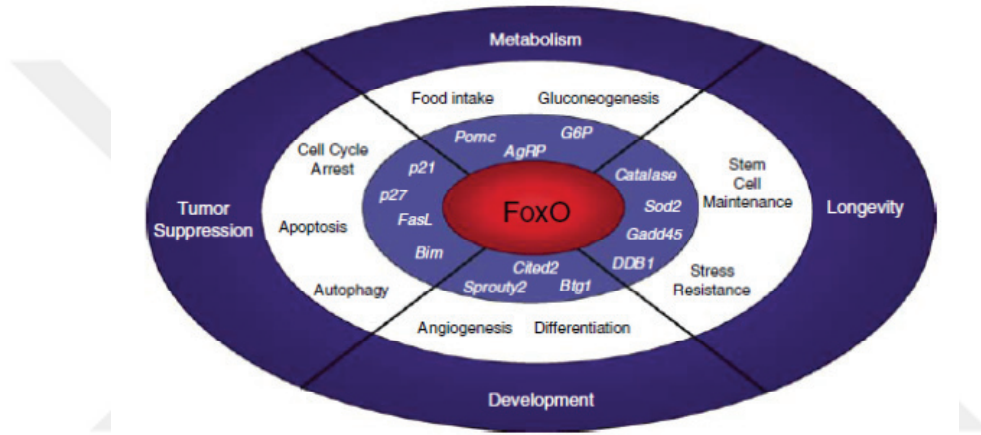 Metabolism
Food intake
Gluconeogenesis
Pomc
G6P
AgRP
Cell Cycle
Arrest
p21
p27
FasL
Bim
Apoptosis
Autophagy
Tumor
Suppression
FoxO
Catalase
Sod2
Gadd45
DDB1
Stem
Cell
Maintenance
Stress
Resistance
Longevity
Cited2
Sprouty2
Btg1
Angiogenesis
Differentiation
Development